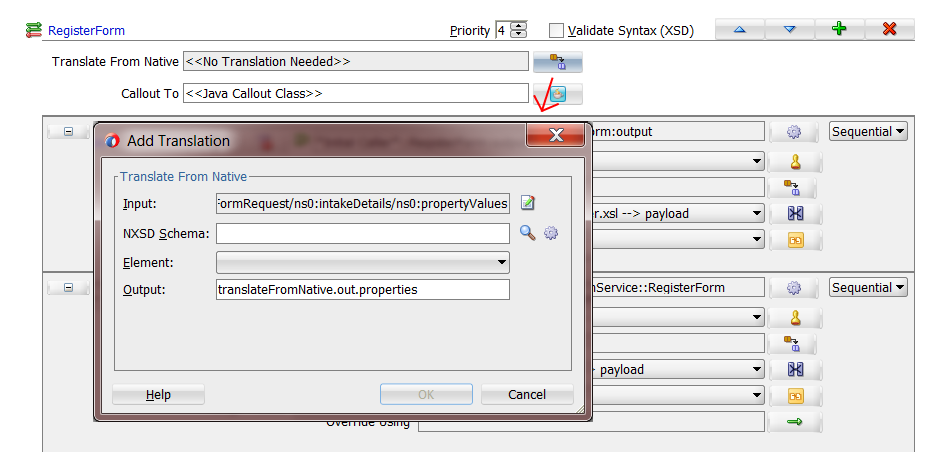 RegisterForm Priority 4 Validate Syntax (XSD)
Translate From Native <<No Translation Needed>>
Callout To <<Java Callout Class>>
rm:output Sequential
Add Translation
Translate From Native
Input: ormRequest/ns0:intakeDetails/ns0:propertyValues
NXSD Schema: r.xsl --> payload
Element:
Output: translateFromNative.out.properties
nService::RegisterForm Sequential
> payload
Help OK Cancel
Override Using